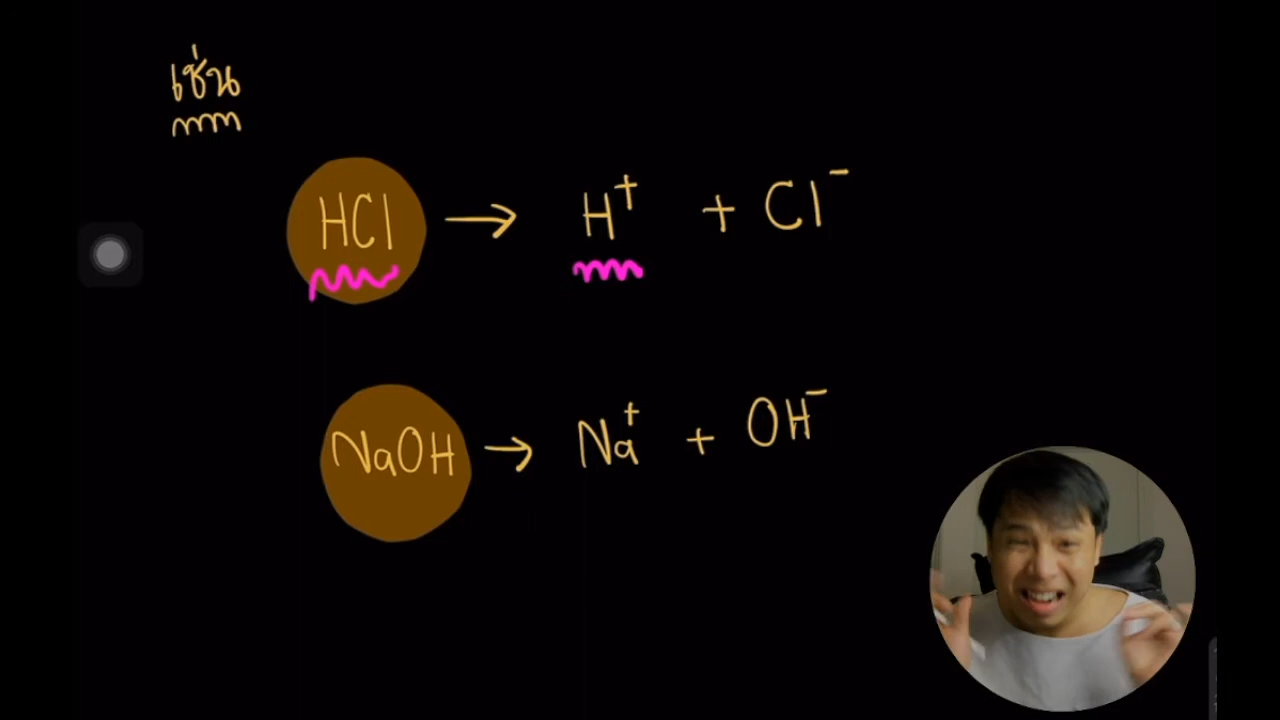 เช่น
HCl → H⁺ + Cl⁻
NaOH → Na⁺ + OH⁻